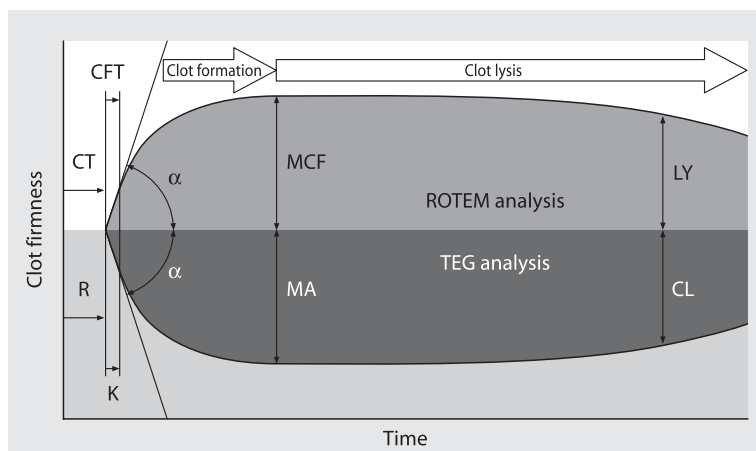 CFT
Clot formation
Clot lysis
CT
α
MCF
LY
ROTEM analysis
Clot firmness
TEG analysis
R
α
MA
CL
K
Time